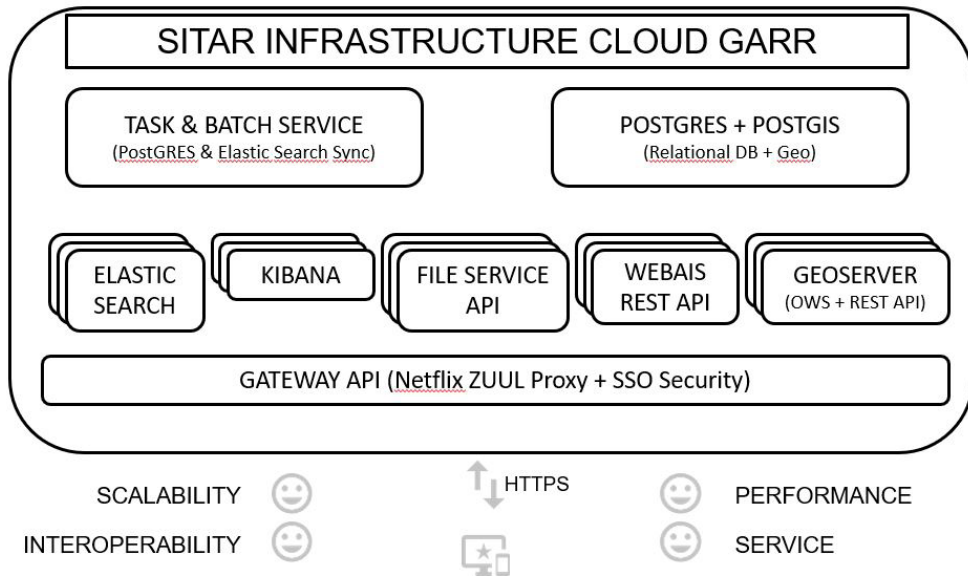 SITAR INFRASTRUCTURE CLOUD GARR
TASK & BATCH SERVICE
(PostGRES & Elastic Search Sync)
POSTGRES + POSTGIS
(Relational DB + Geo)
ELASTIC
SEARCH
KIBANA
FILE SERVICE
API
WEBAIS
REST API
GEOSERVER
(OWS + REST API)
GATEWAY API (Netflix ZUUL Proxy + SSO Security)
HTTPS
SCALABILITY
INTEROPERABILITY
PERFORMANCE
SERVICE